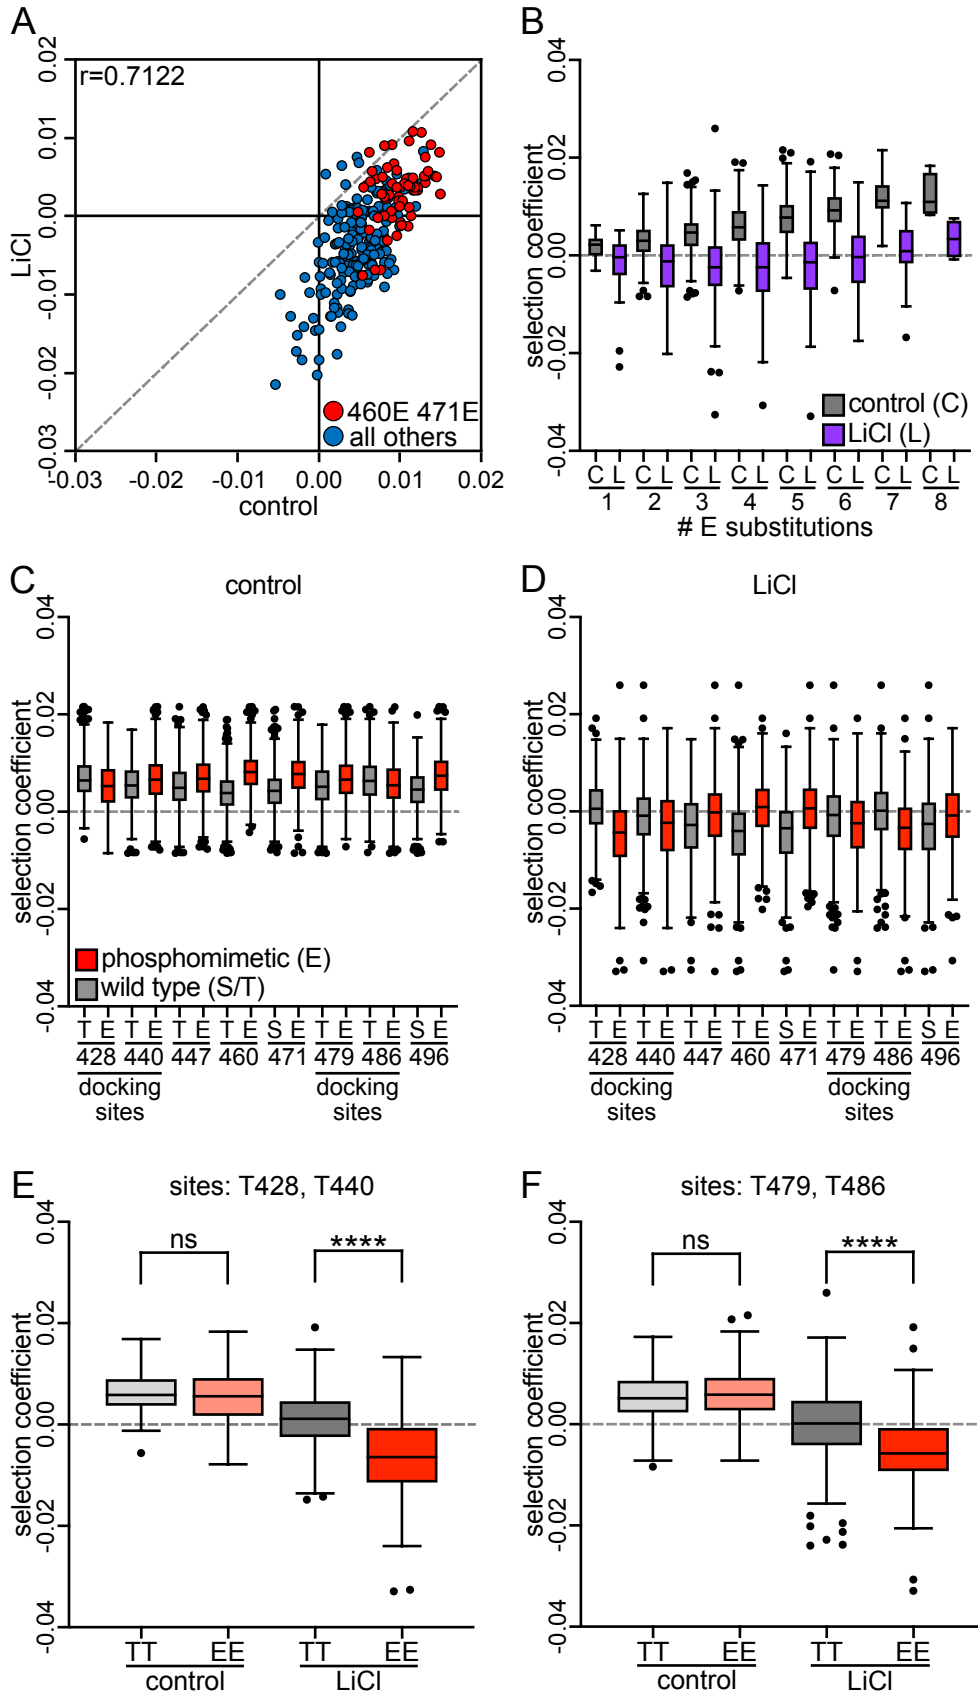 A
r=0.7122
0.02
0.01
0.00
-0.01
-0.02
-0.03
LiCl
460E 471E
all others
-0.03 -0.02 -0.01 0.00 0.01 0.02
control
B
0.04
0.02
0.00
-0.02
-0.04
selection coefficient
control (C)
LiCl (L)
C L C L C L C L C L C L C L C L
1 2 3 4 5 6 7 8
# E substitutions
C
control
0.04
0.02
0.00
-0.02
-0.04
selection coefficient
phosphomimetic (E)
wild type (S/T)
T E T E T E T E S E T E T E S E
428 440 447 460 471 479 486 496
docking sites
docking sites
D
LiCl
0.04
0.02
0.00
-0.02
-0.04
selection coefficient
T E T E T E T E S E T E T E S E
428 440 447 460 471 479 486 496
docking sites
docking sites
E
sites: T428, T440
0.04
0.02
0.00
-0.02
-0.04
selection coefficient
ns
****
TT EE TT EE
control LiCl
F
sites: T479, T486
0.04
0.02
0.00
-0.02
-0.04
selection coefficient
ns
****
TT EE TT EE
control LiCl